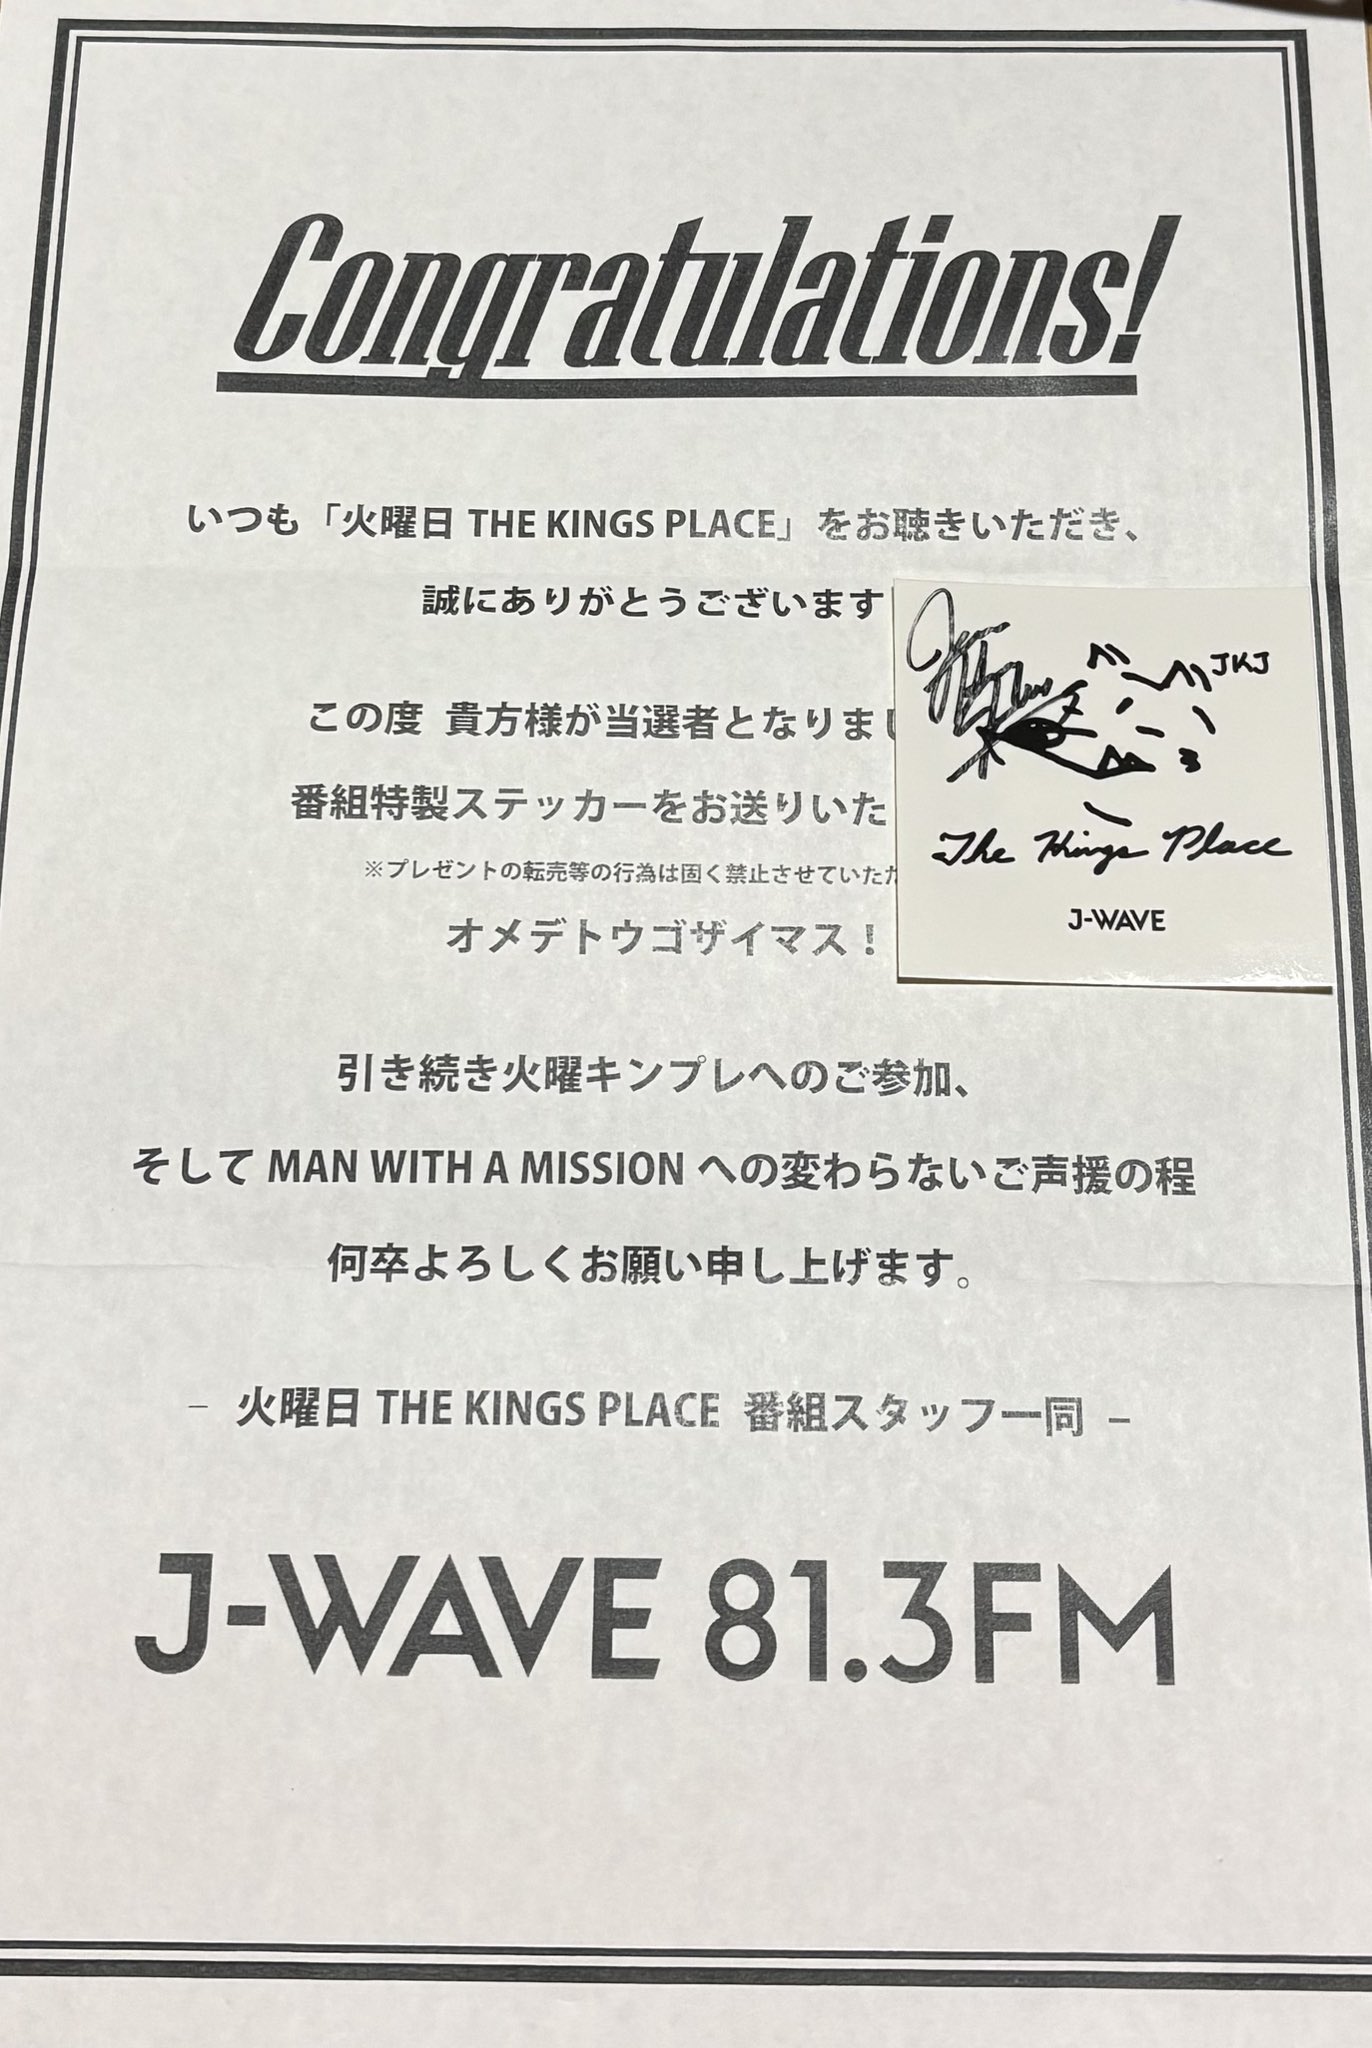 Congratulations!
いつも「火曜日 THE KINGS PLACE」をお聴きいただき、
誠にありがとうございます
この度 貴方様が当選者となりまし
番組特製ステッカーをお送りいた
※プレゼントの転売等の行為は固く禁止させていただ
オメデトウゴザイマス！
JKJ
The Kings Place
J-WAVE
引き続き火曜キンプレへのご参加、
そして MAN WITH A MISSION への変わらないご声援の程
何卒よろしくお願い申し上げます。
– 火曜日 THE KINGS PLACE 番組スタッフ一同 –
J-WAVE 81.3FM